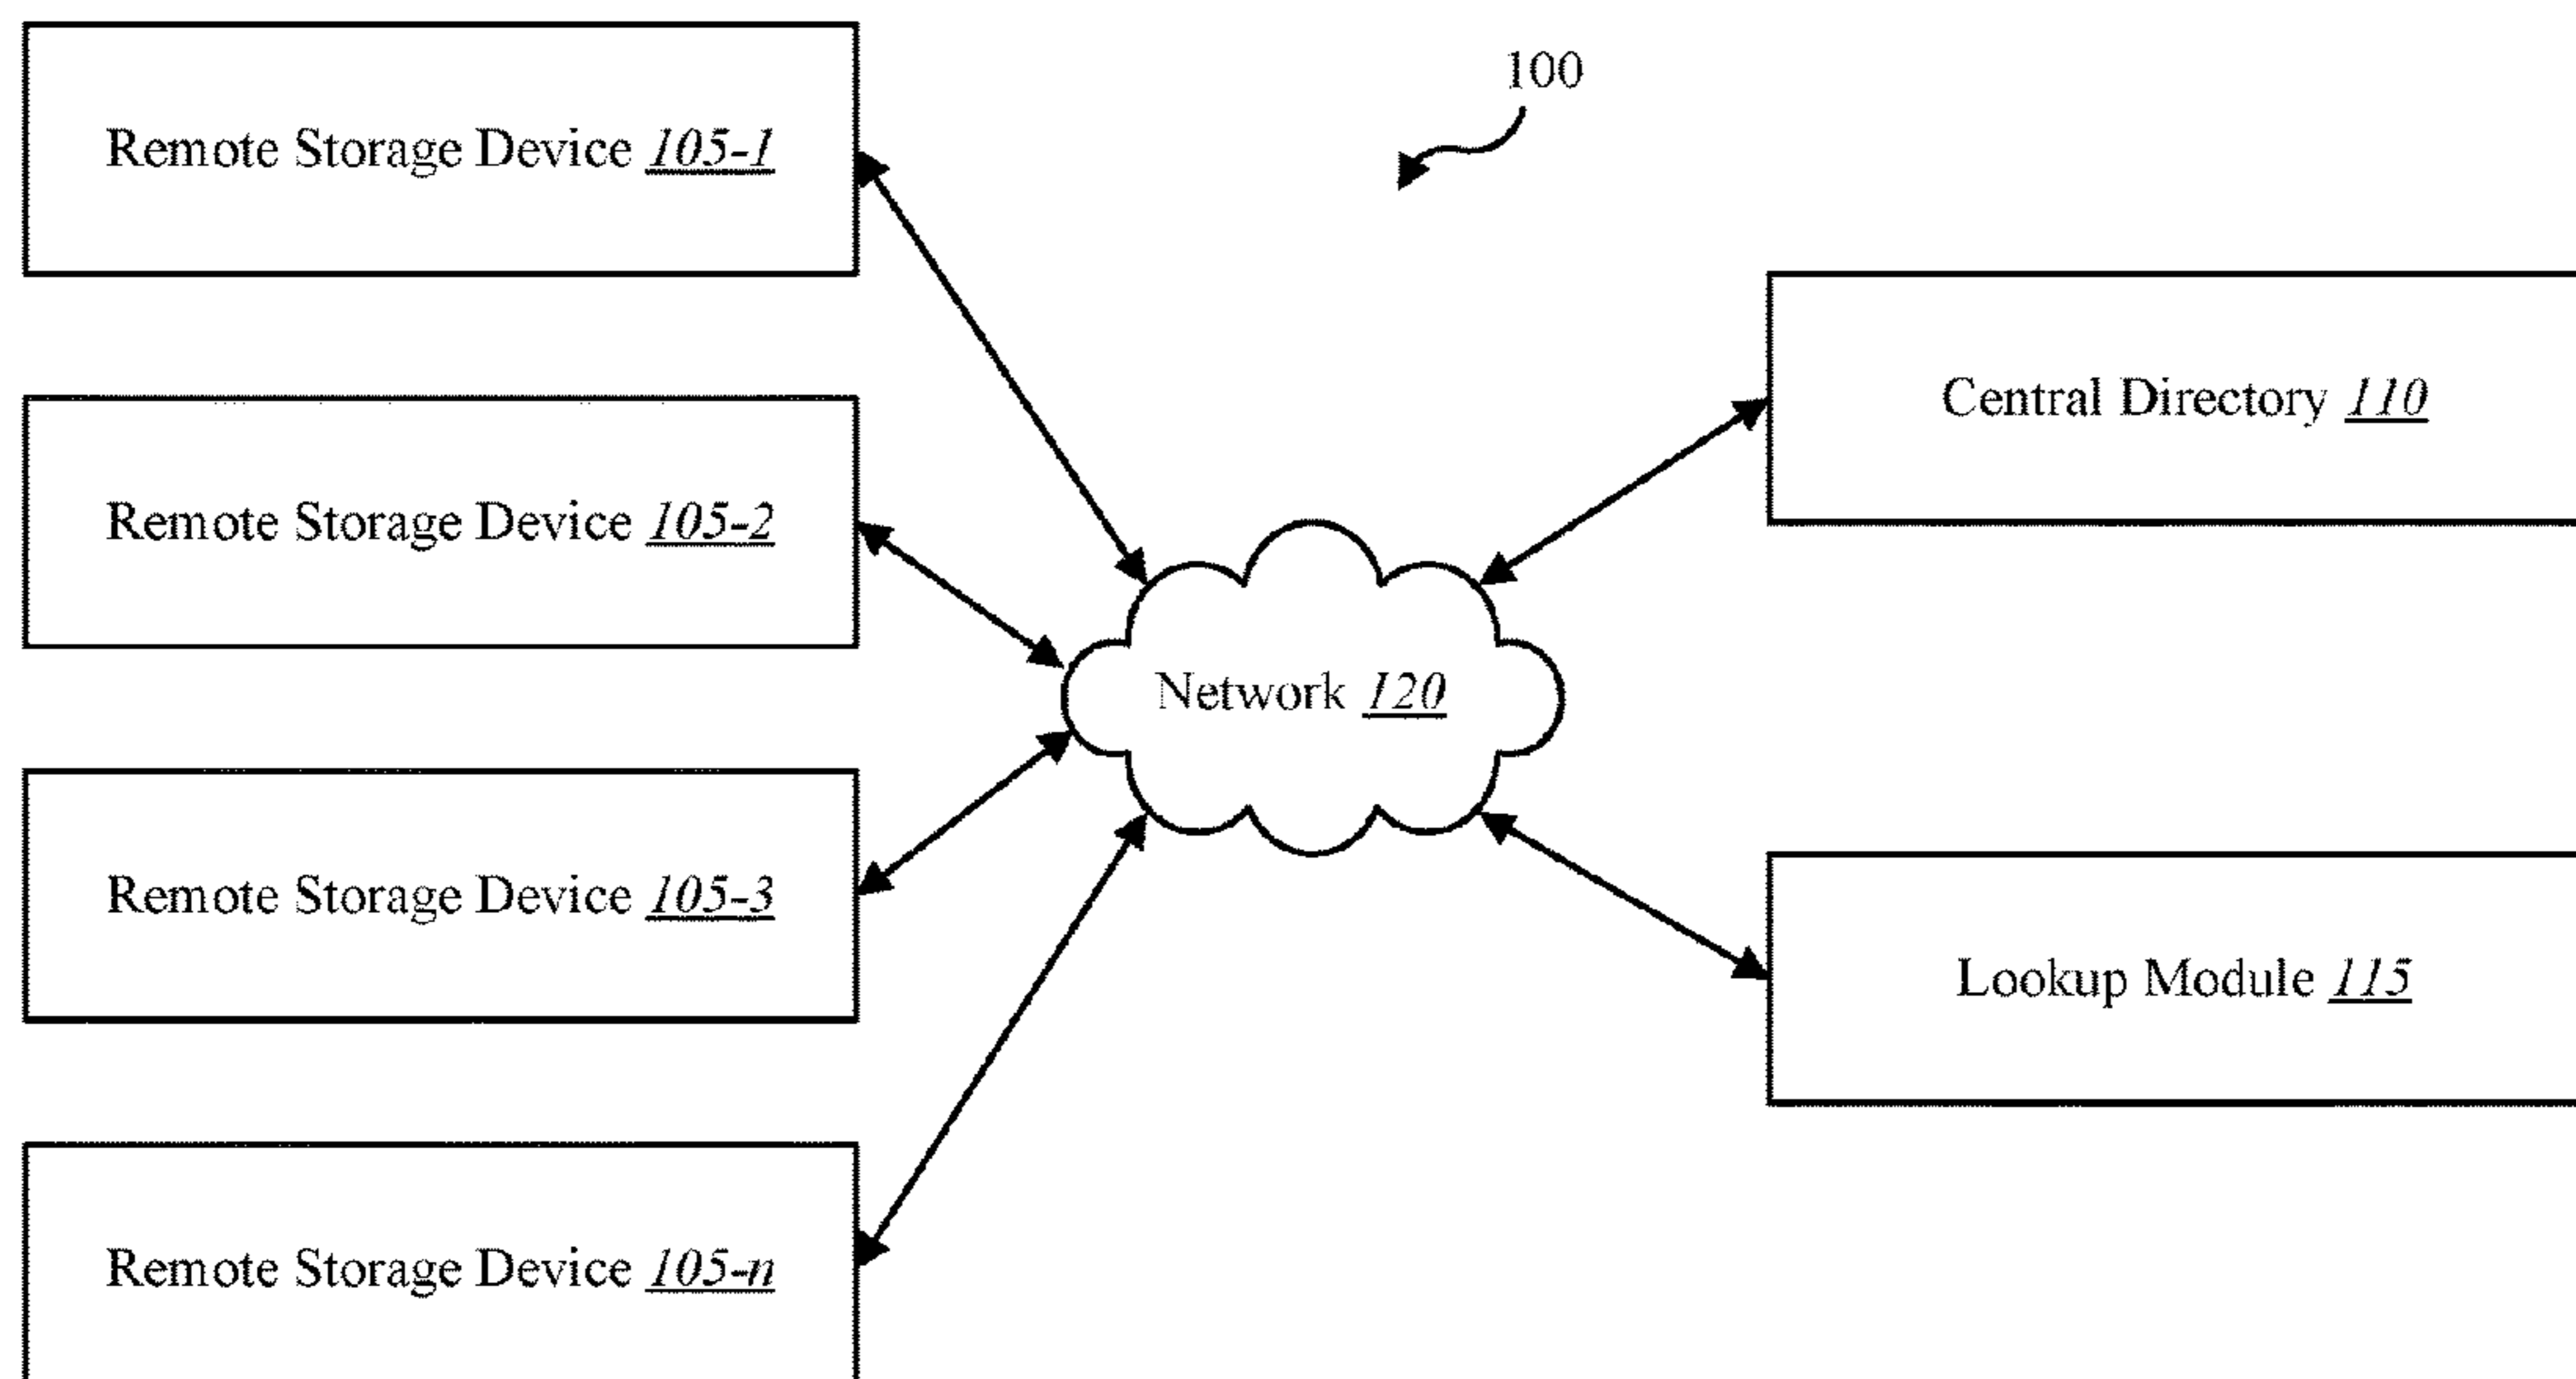 100
Remote Storage Device 105-1
Central Directory 110
Remote Storage Device 105-2
Network 120
Remote Storage Device 105-3
Lookup Module 115
Remote Storage Device 105-n